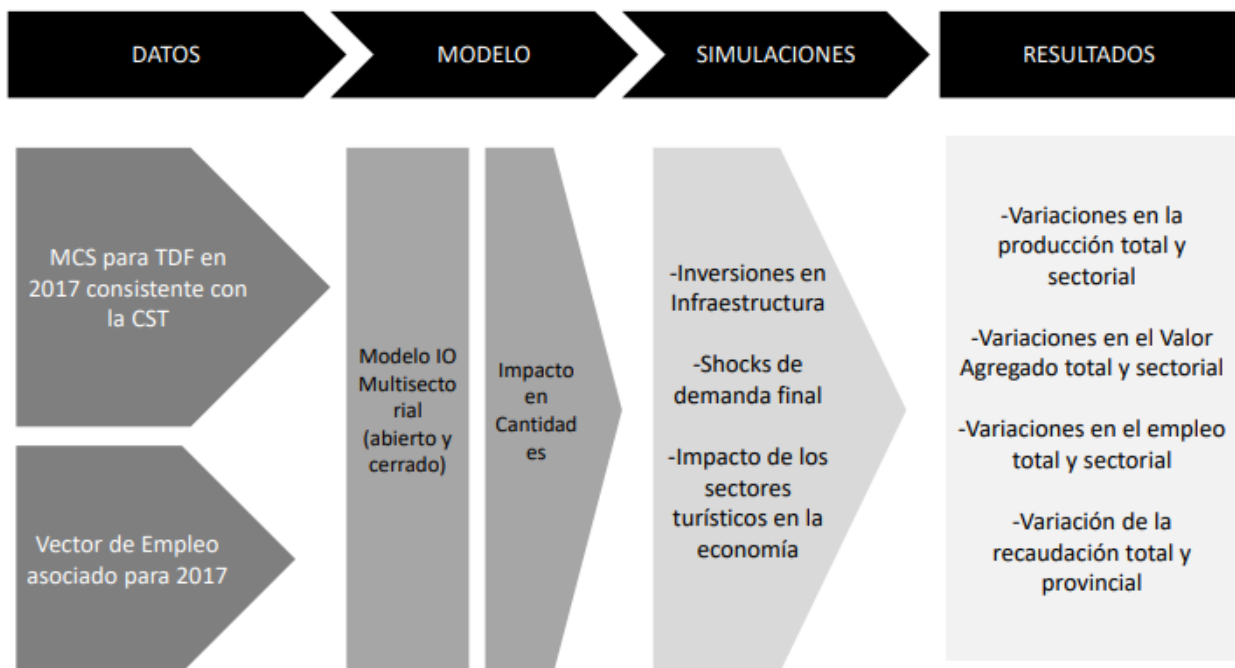 DATOS
MODELO
SIMULACIONES
RESULTADOS
MCS para TDF en
2017 consistente con
la CST
Vector de Empleo
asociado para 2017
Modelo IO
Multisecto
rial
(abierto y
cerrado)
Impacto
en
Cantidad
es
-Inversiones en
Infraestructura
-Shocks de
demanda final
-Impacto de los
sectores
turísticos en la
economía
-Variaciones en la
producción total y
sectorial
-Variaciones en el Valor
Agregado total y sectorial
-Variaciones en el empleo
total y sectorial
-Variación de la
recaudación total y
provincial